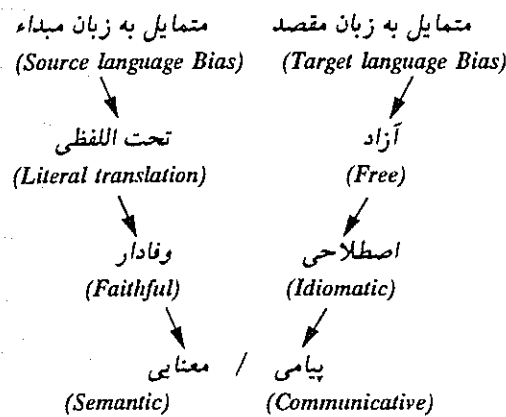 متمایل به زبان مبداء متمایل به زبان مقصد
(Source language Bias) (Target language Bias)
تحت اللفظی آزاد
(Literal translation) (Free)
وفادار اصطلاحی
(Faithful) (Idiomatic)
معنایی / پیامی
(Semantic) (Communicative)